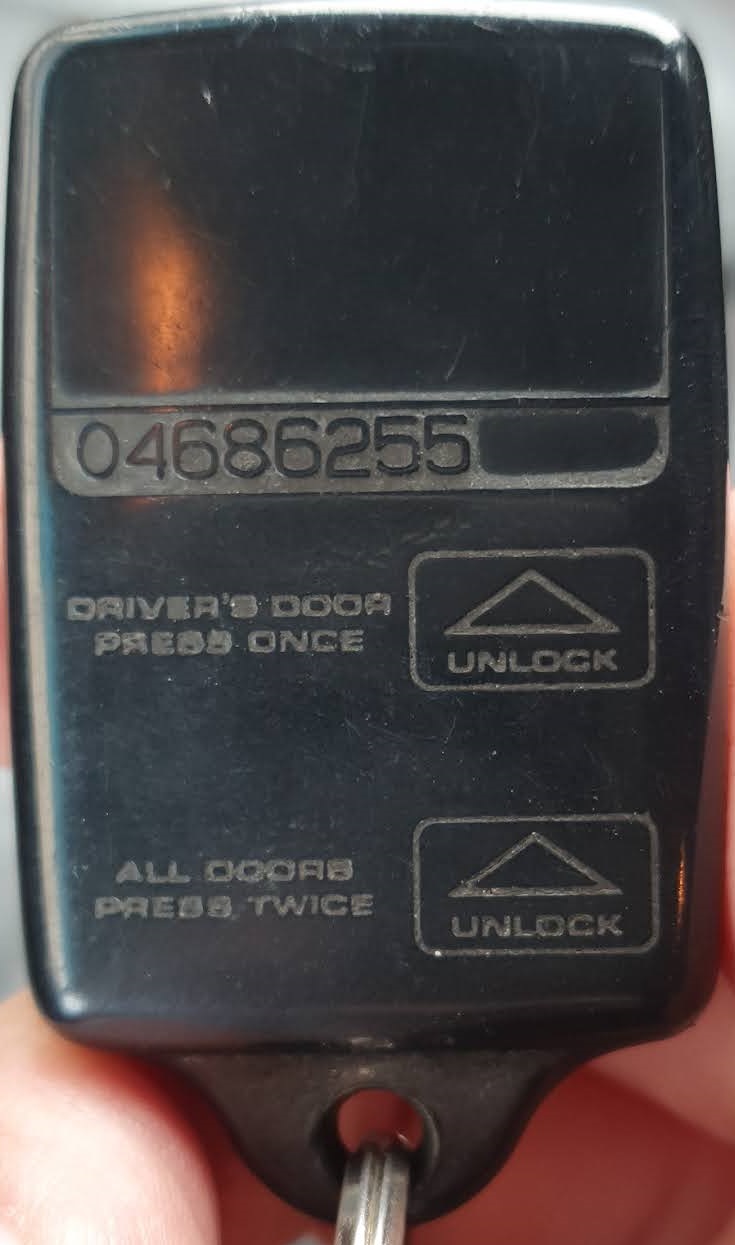 04686255
DRIVER'S DOOR
PRESS ONCE
UNLOCK
ALL DOORS
PRESS TWICE
UNLOCK